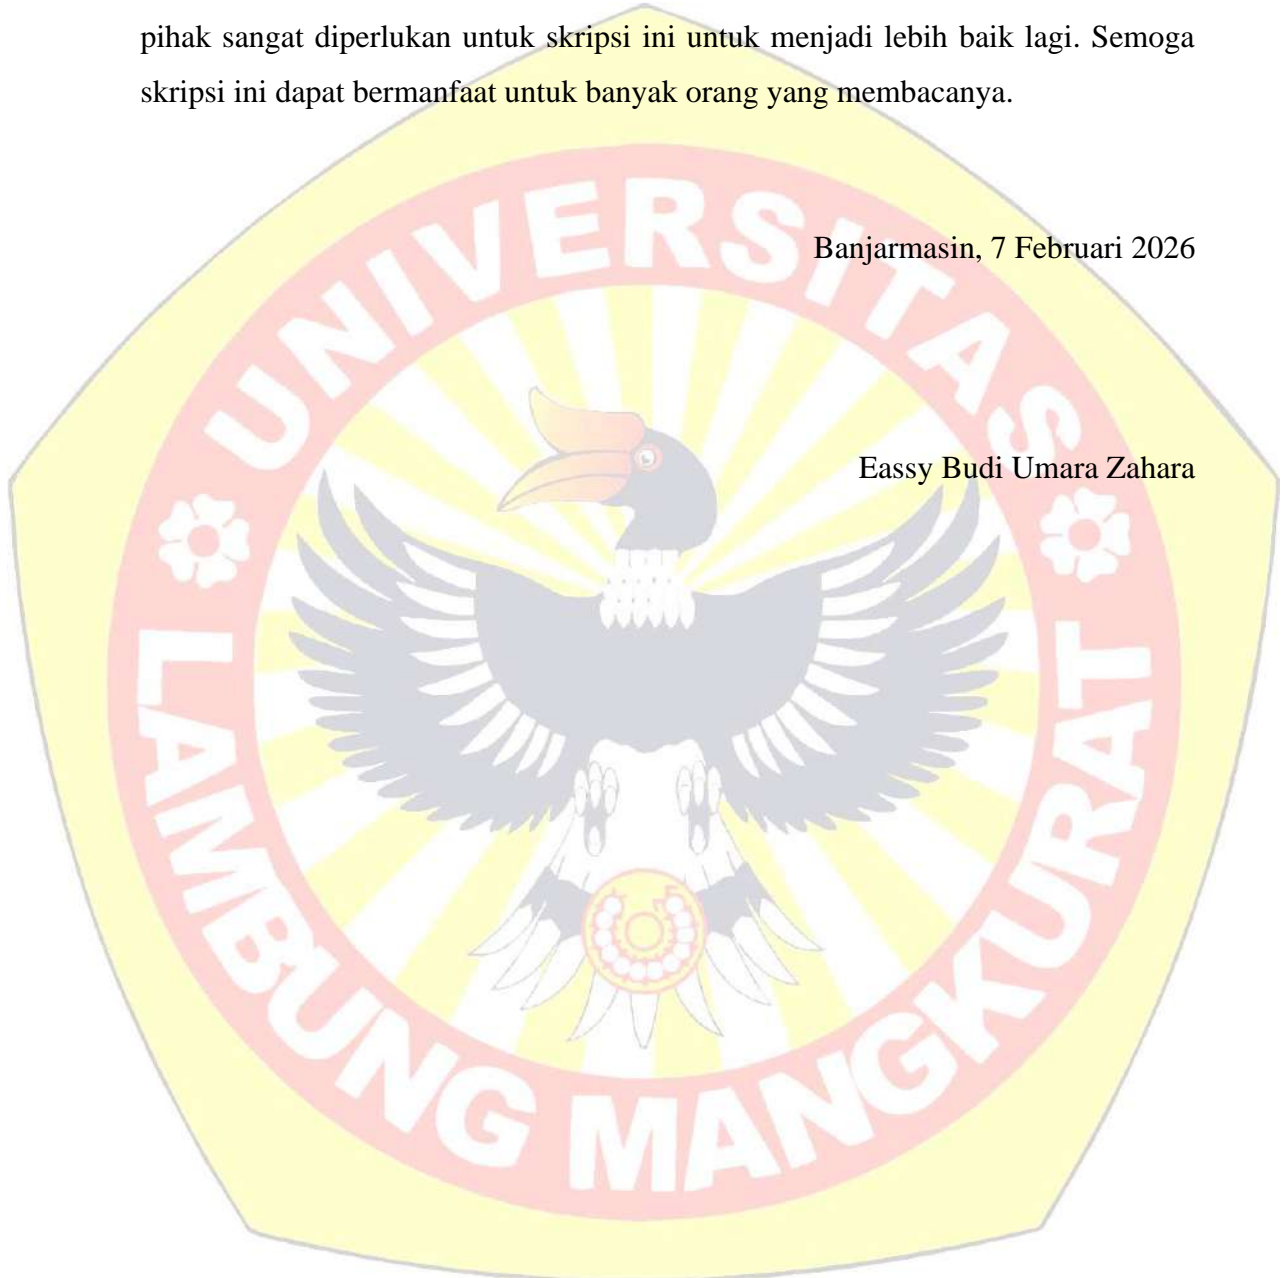 pihak sangat diperlukan untuk skripsi ini untuk menjadi lebih baik lagi. Semoga
skripsi ini dapat bermanfaat untuk banyak orang yang membacanya.
Banjarmasin, 7 Februari 2026
Eassy Budi Umara Zahara
UNIVERSITAS
LAMBUNG MANGKURAT